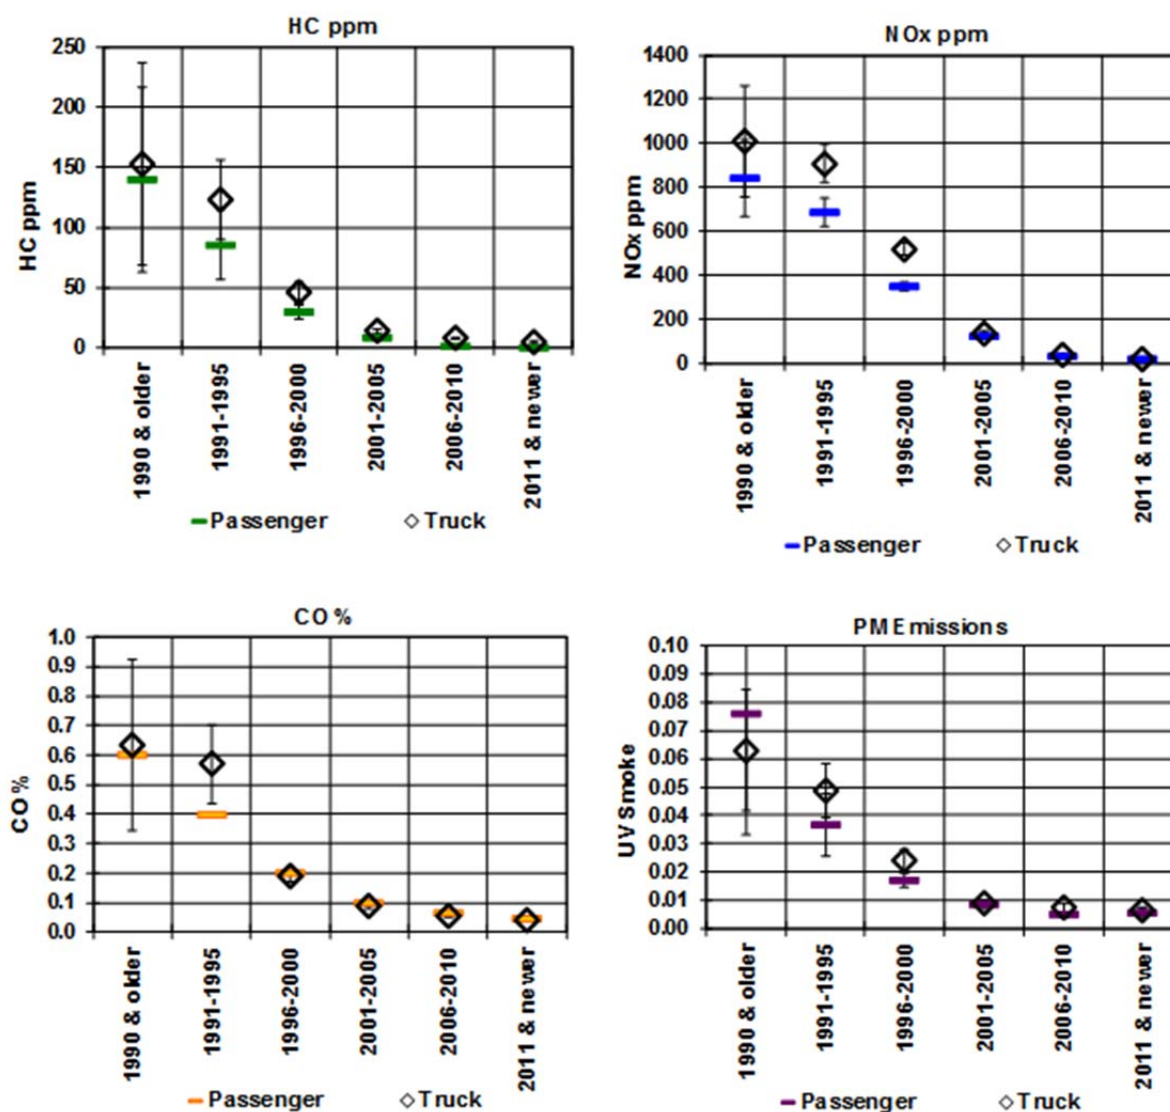 HC ppm
250
200
150
100
50
0
HC ppm
1990 & older
1991-1995
1996-2000
2001-2005
2006-2010
2011 & newer
Passenger
Truck
NOx ppm
1400
1200
1000
800
600
400
200
0
NOx ppm
1990 & older
1991-1995
1996-2000
2001-2005
2006-2010
2011 & newer
Passenger
Truck
CO %
1.0
0.9
0.8
0.7
0.6
0.5
0.4
0.3
0.2
0.1
0.0
CO %
1990 & older
1991-1995
1996-2000
2001-2005
2006-2010
2011 & newer
Passenger
Truck
PM Emissions
0.10
0.09
0.08
0.07
0.06
0.05
0.04
0.03
0.02
0.01
0.00
UV Smoke
1990 & older
1991-1995
1996-2000
2001-2005
2006-2010
2011 & newer
Passenger
Truck